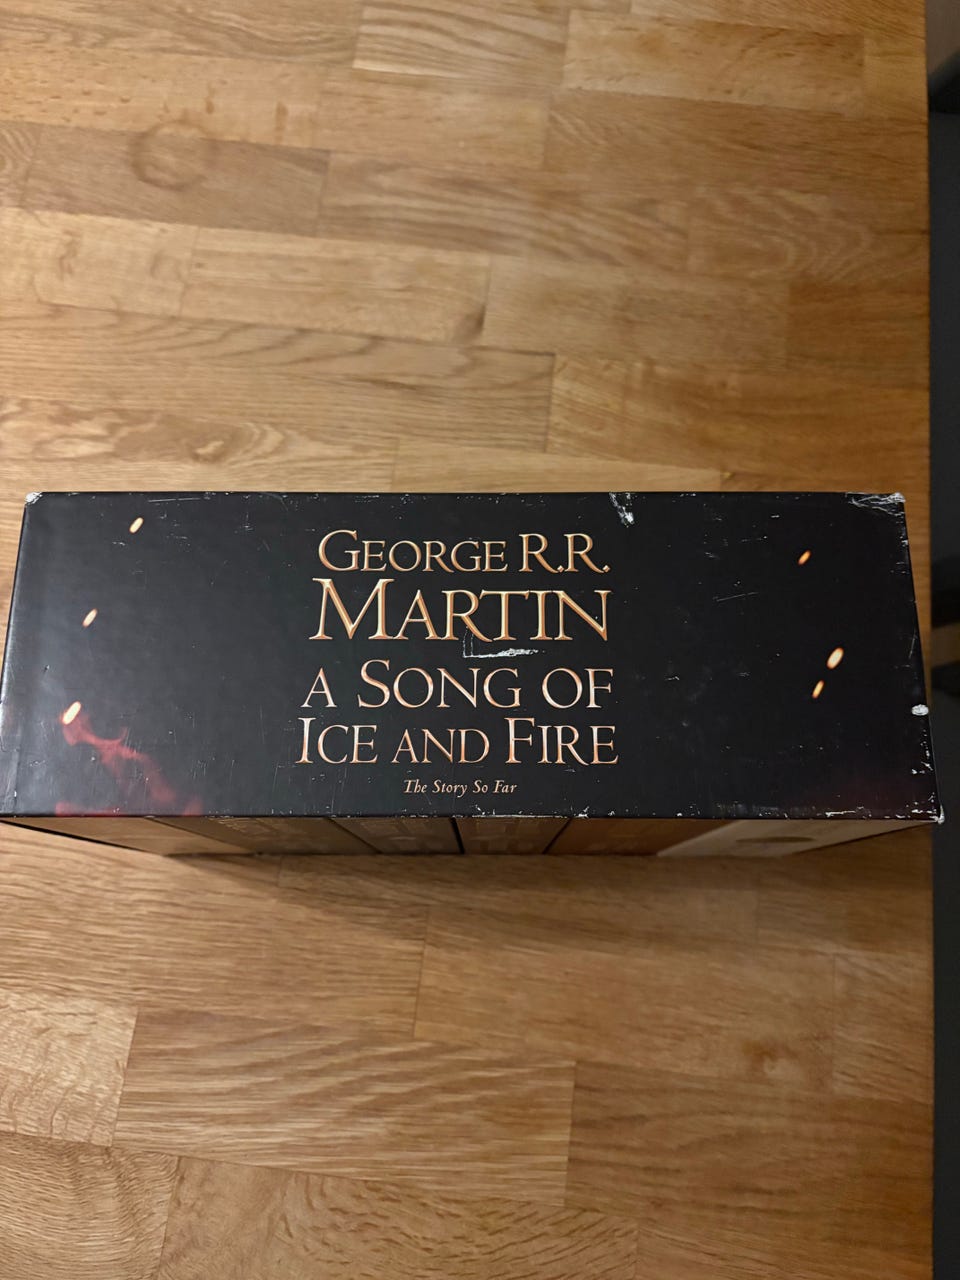 GEORGE R.R.
MARTIN
A SONG OF
ICE AND FIRE
The Story So Far